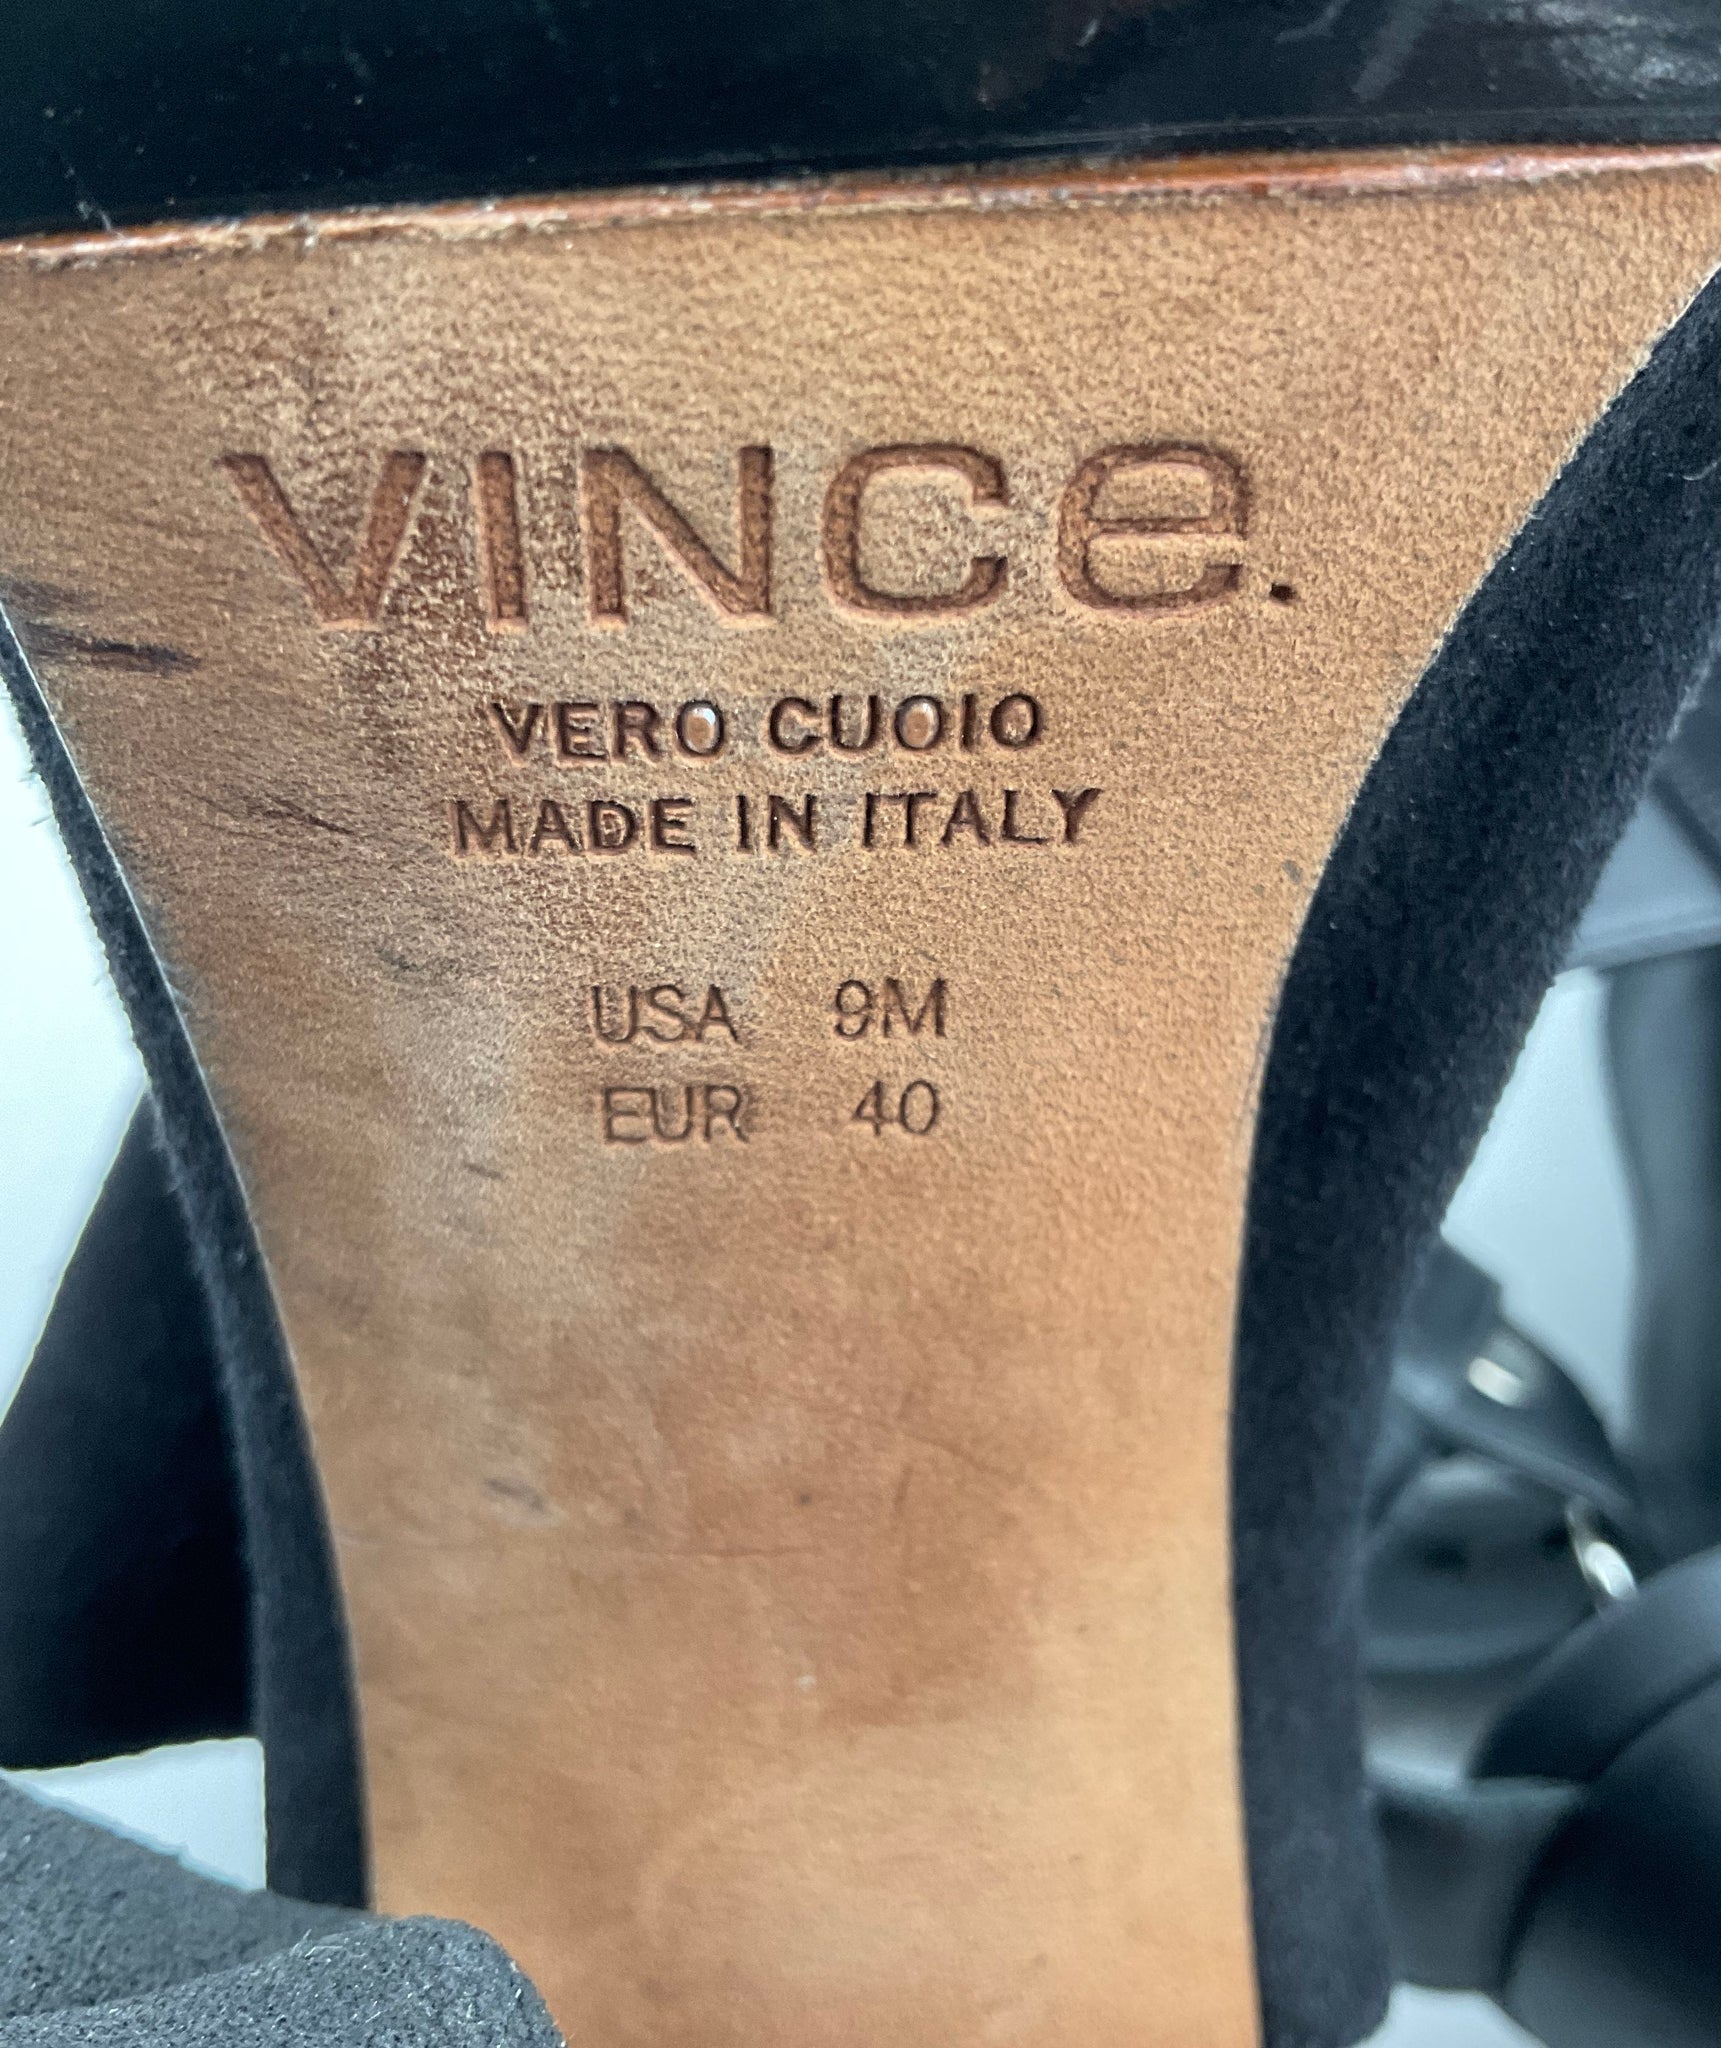 VINCe.
VERO CUOIO
MADE IN ITALY
USA 9M
EUR 40